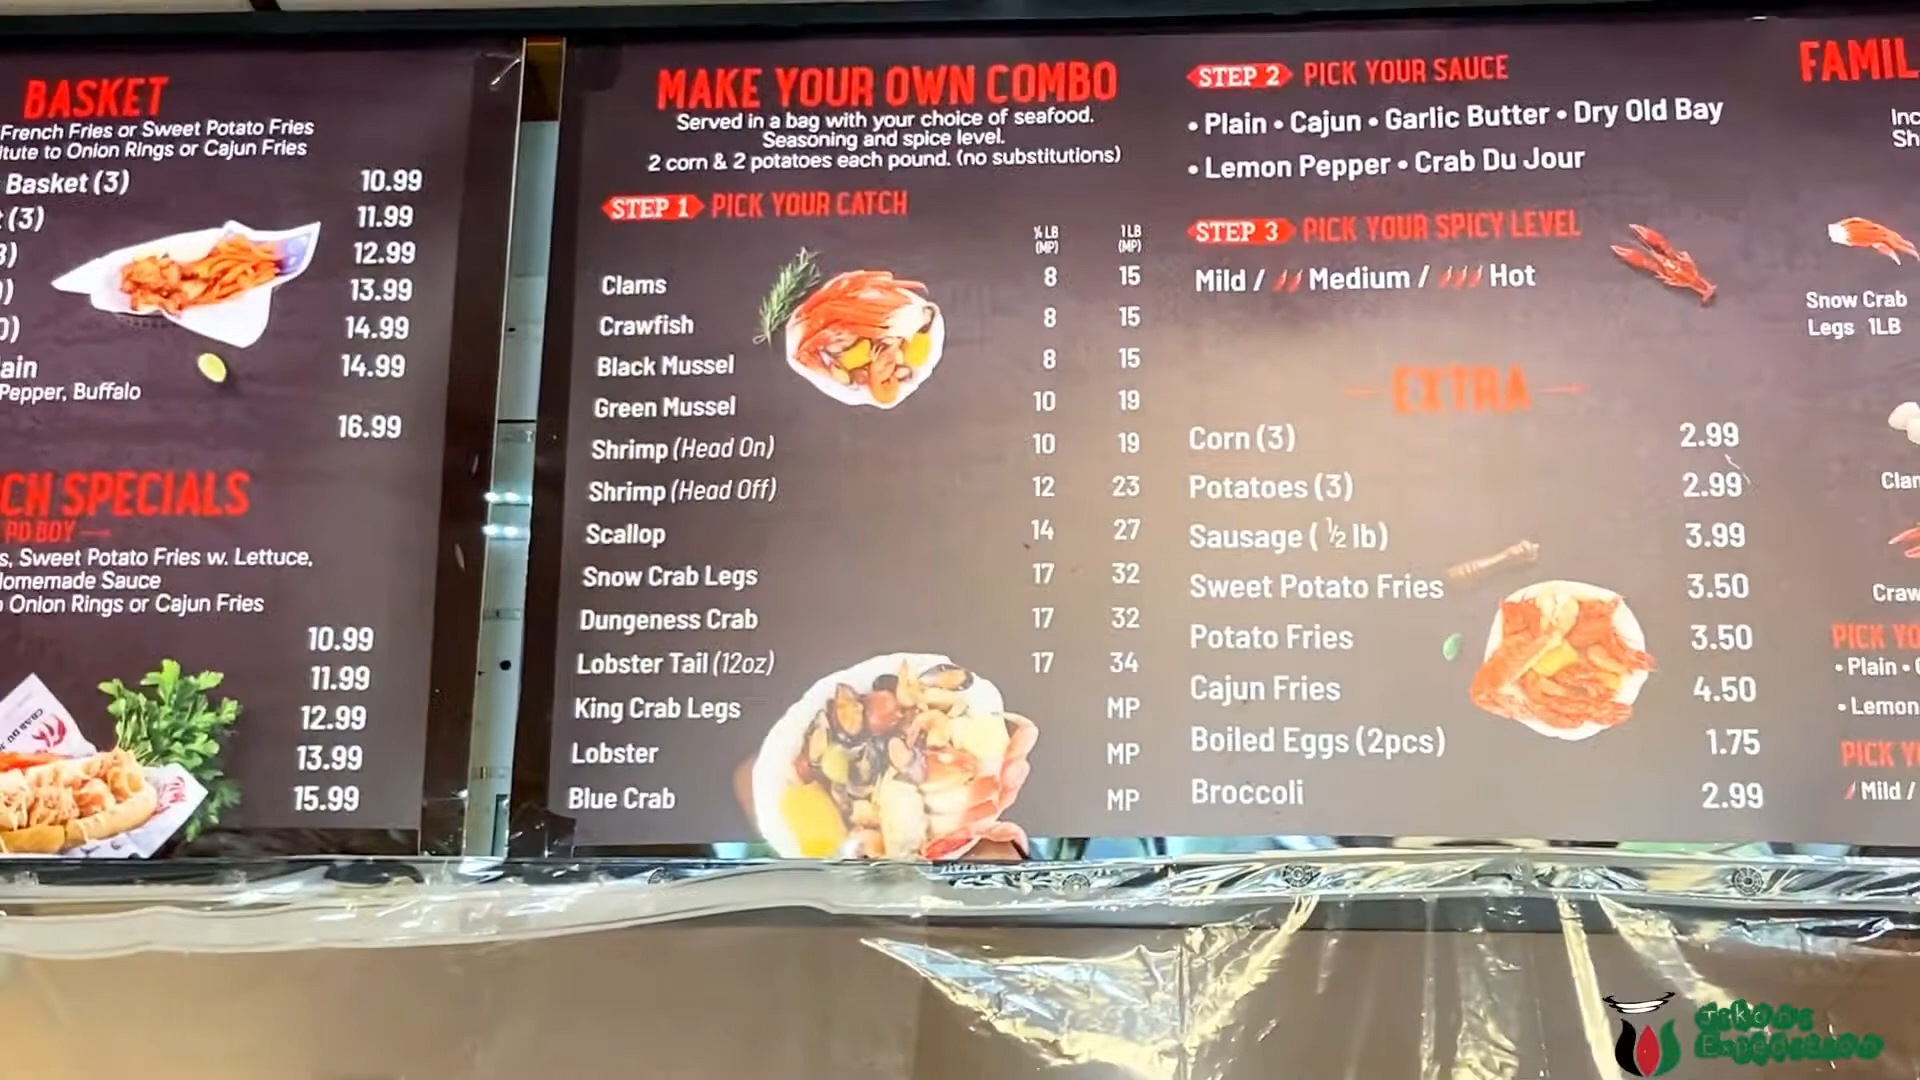 BASKET
French Fries or Sweet Potato Fries
itute to Onion Rings or Cajun Fries
Basket (3) 10.99
(3) 11.99
12.99
13.99
14.99
ain 14.99
Pepper, Buffalo
16.99
CH SPECIALS
PO BOY
s, Sweet Potato Fries w. Lettuce,
Homemade Sauce
Onion Rings or Cajun Fries
10.99
11.99
12.99
13.99
15.99
MAKE YOUR OWN COMBO
Served in a bag with your choice of seafood.
Seasoning and spice level.
2 corn & 2 potatoes each pound. (no substitutions)
STEP 1 PICK YOUR CATCH
½ LB (MP) 1 LB (MP)
Clams 8 15
Crawfish 8 15
Black Mussel 8 15
Green Mussel 10 19
Shrimp (Head On) 10 19
Shrimp (Head Off) 12 23
Scallop 14 27
Snow Crab Legs 17 32
Dungeness Crab 17 32
Lobster Tail (12oz) 17 34
King Crab Legs MP
Lobster MP
Blue Crab MP
STEP 2 PICK YOUR SAUCE
• Plain • Cajun • Garlic Butter • Dry Old Bay
• Lemon Pepper • Crab Du Jour
STEP 3 PICK YOUR SPICY LEVEL
Mild / Medium / Hot
EXTRA
Corn (3) 2.99
Potatoes (3) 2.99
Sausage ( ½ lb) 3.99
Sweet Potato Fries 3.50
Potato Fries 3.50
Cajun Fries 4.50
Boiled Eggs (2pcs) 1.75
Broccoli 2.99
FAMIL
Inc
Sh
Snow Crab
Legs 1LB
Clam
Craw
PICK YO
• Plain •
• Lemon
PICK Y
Mild /